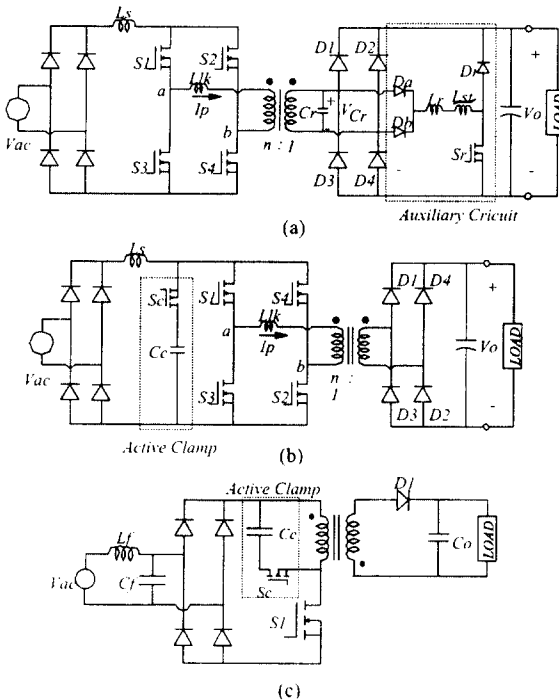 Ls
S1
S2
D1
D2
Llk
a
Ip
b
n : 1
Cr
+
VCr
-
Da
Db
Lr
Lst
Dr
Sr
+
Vo
-
LOAD
Vac
S3
S4
D3
D4
Auxiliary Cricuit
(a)
Ls
Sc
Cc
S1
S4
Llk
a
Ip
b
n :
1
D1
D4
+
Vo
-
LOAD
Vac
S3
S2
D3
D2
Active Clamp
(b)
Active Clamp
D1
Lf
Cc
Vac
Cf
Sc
Co
LOAD
S1
(c)